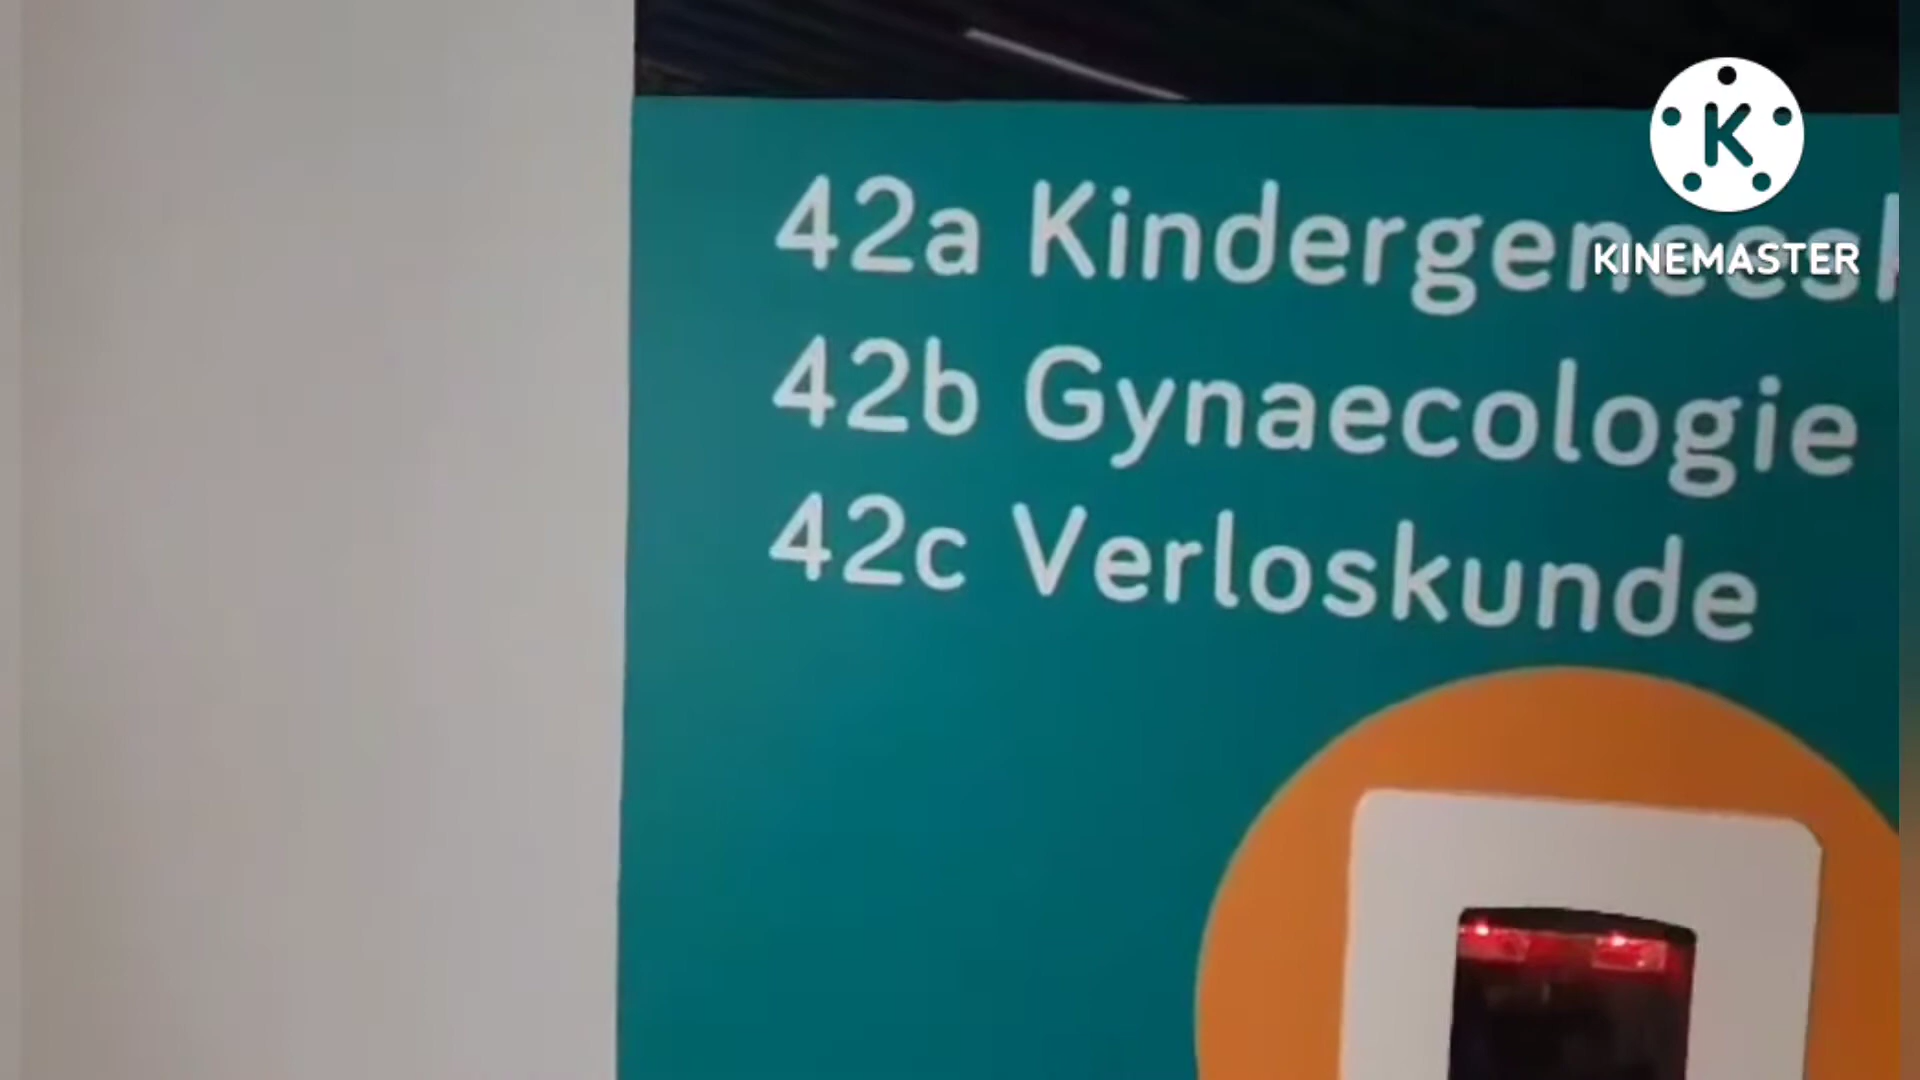 42a Kindergenees
42b Gynaecologie
42c Verloskunde
K
KINEMASTER